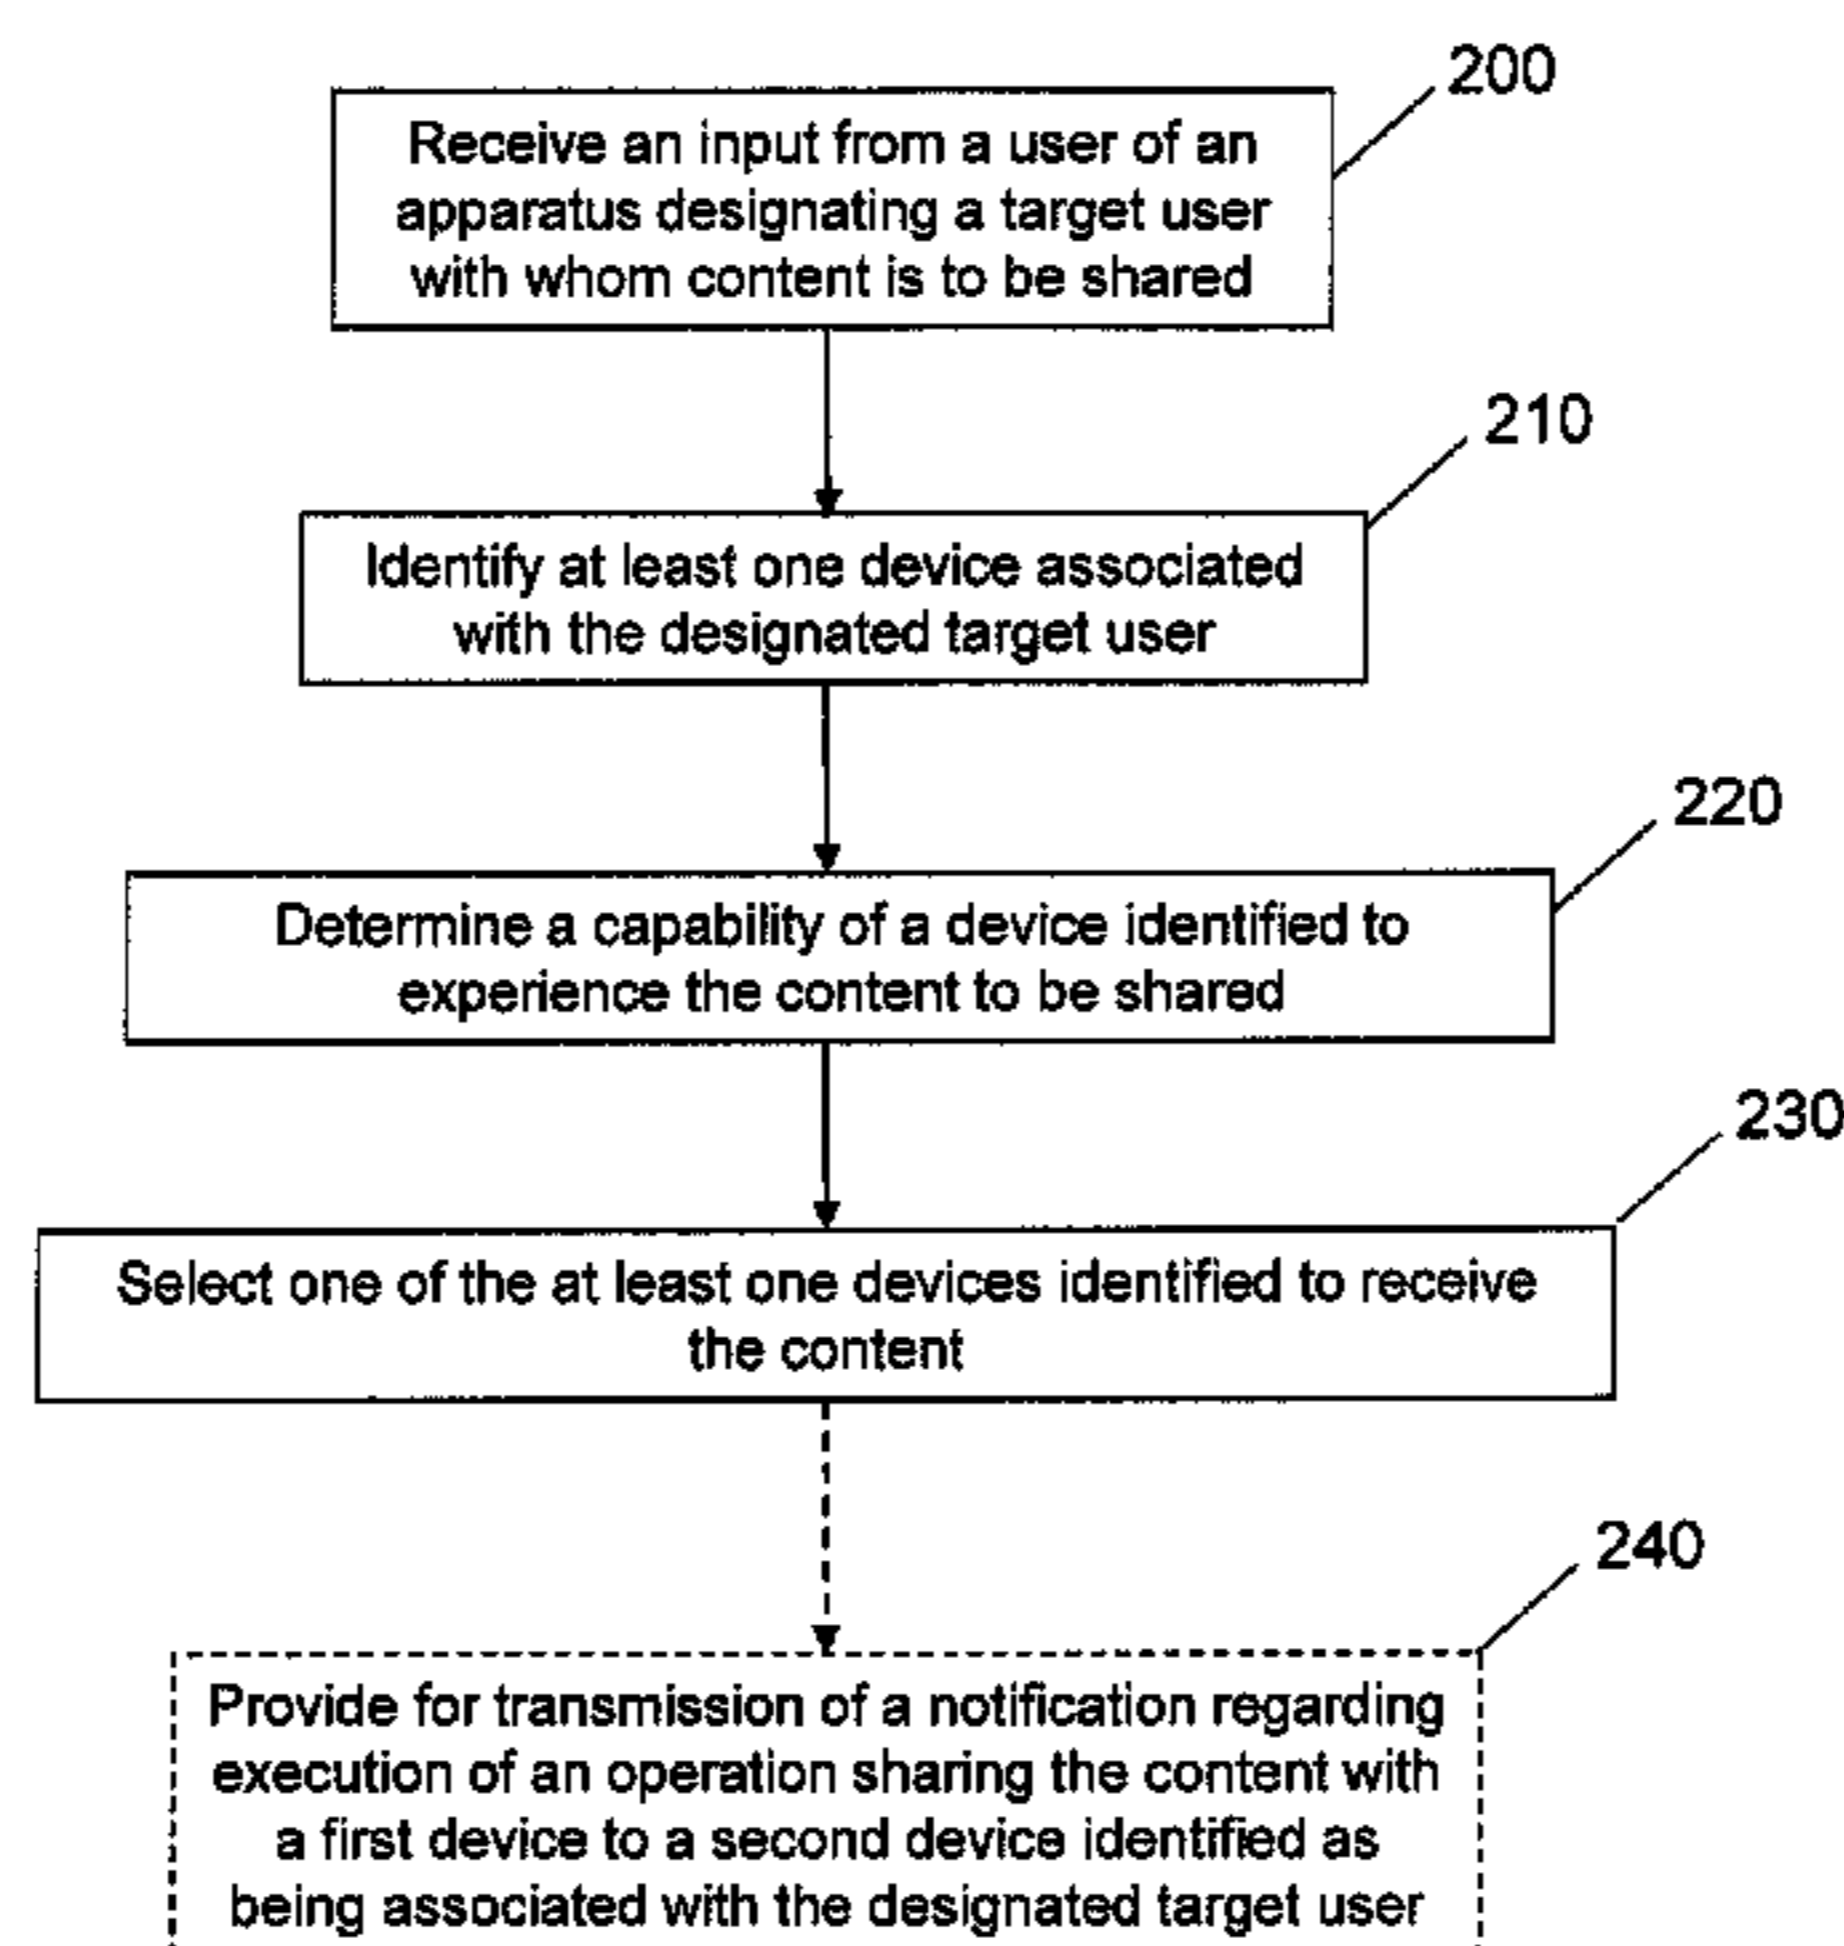 200
Receive an input from a user of an
apparatus designating a target user
with whom content is to be shared
210
Identify at least one device associated
with the designated target user
220
Determine a capability of a device identified to
experience the content to be shared
230
Select one of the at least one devices identified to receive
the content
240
Provide for transmission of a notification regarding
execution of an operation sharing the content with
a first device to a second device identified as
being associated with the designated target user